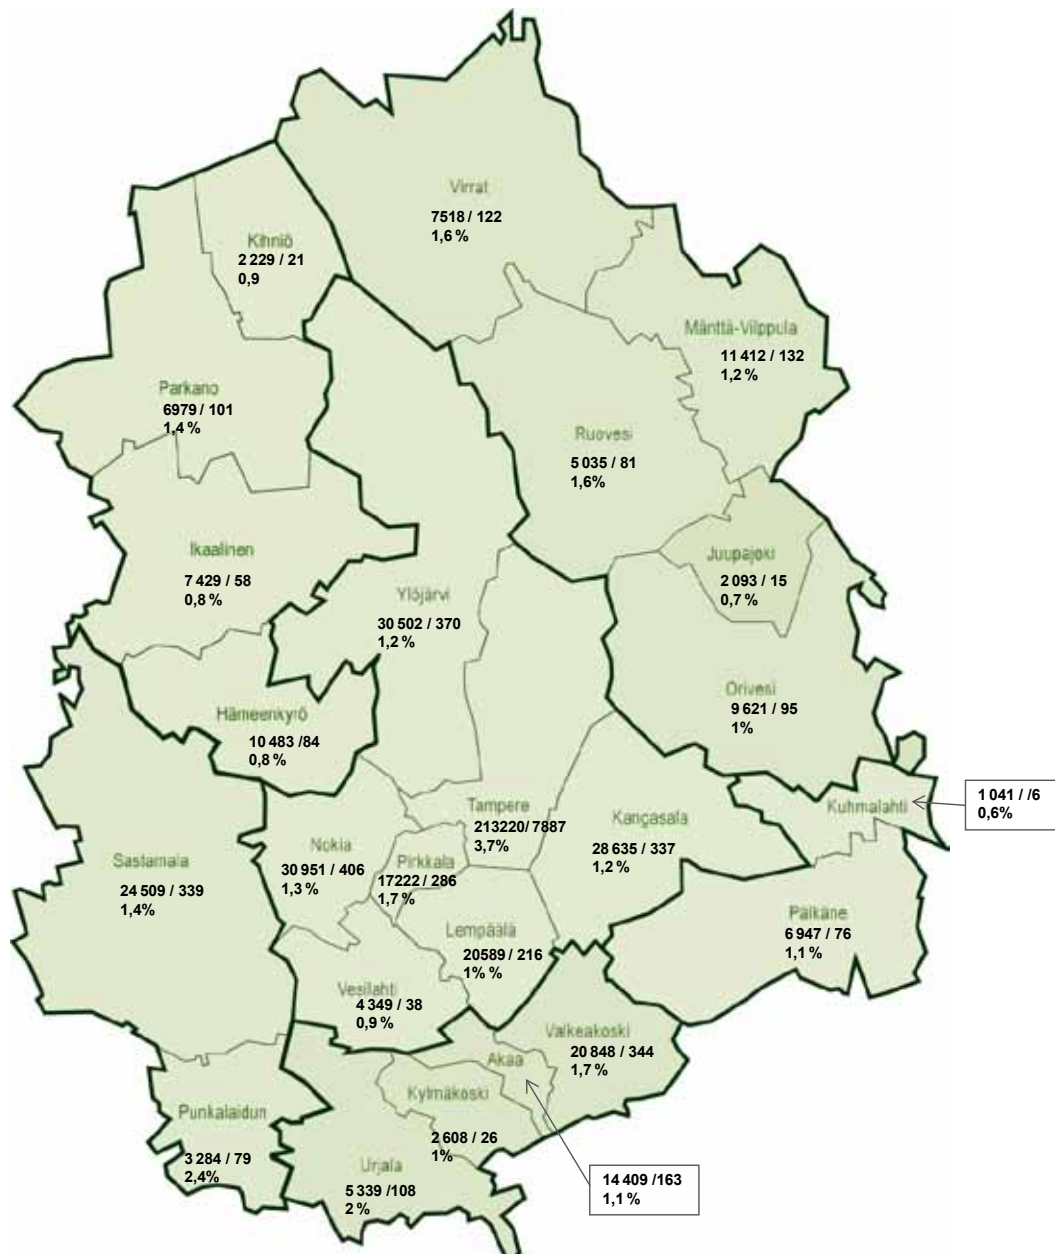 Virrat
7518 / 122
1,6 %
Kihniö
2 229 / 21
0,9
Mänttä-Vilppula
11 412 / 132
1,2 %
Parkano
6979 / 101
1,4 %
Ruovesi
5 035 / 81
1,6%
Ikaalinen
7 429 / 58
0,8 %
Juupajoki
2 093 / 15
0,7 %
Ylöjärvi
30 502 / 370
1,2 %
Orivesi
9 621 / 95
1%
Hämeenkyrö
10 483 /84
0,8 %
Kuhmalahti
1 041 / /6
0,6%
Tampere
213220/ 7887
3,7%
Kangasala
28 635 / 337
1,2 %
Nokia
30 951 / 406
1,3 %
Pirkkala
17222 / 286
1,7 %
Sastamala
24 509 / 339
1,4%
Lempäälä
20589 / 216
1% %
Pälkäne
6 947 / 76
1,1 %
Vesilahti
4 349 / 38
0,9 %
Valkeakoski
20 848 / 344
1,7 %
Akaa
14 409 /163
1,1 %
Kylmäkoski
2 608 / 26
1%
Punkalaidun
3 284 / 79
2,4%
Urjala
5 339 /108
2 %